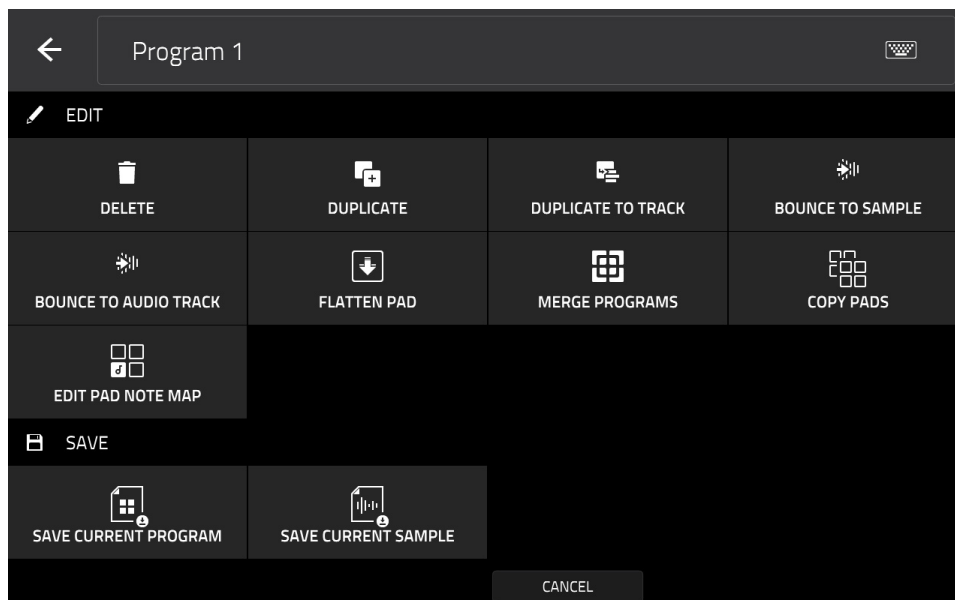 Program 1
EDIT
DELETE
DUPLICATE
DUPLICATE TO TRACK
BOUNCE TO SAMPLE
BOUNCE TO AUDIO TRACK
FLATTEN PAD
MERGE PROGRAMS
COPY PADS
EDIT PAD NOTE MAP
SAVE
SAVE CURRENT PROGRAM
SAVE CURRENT SAMPLE
CANCEL